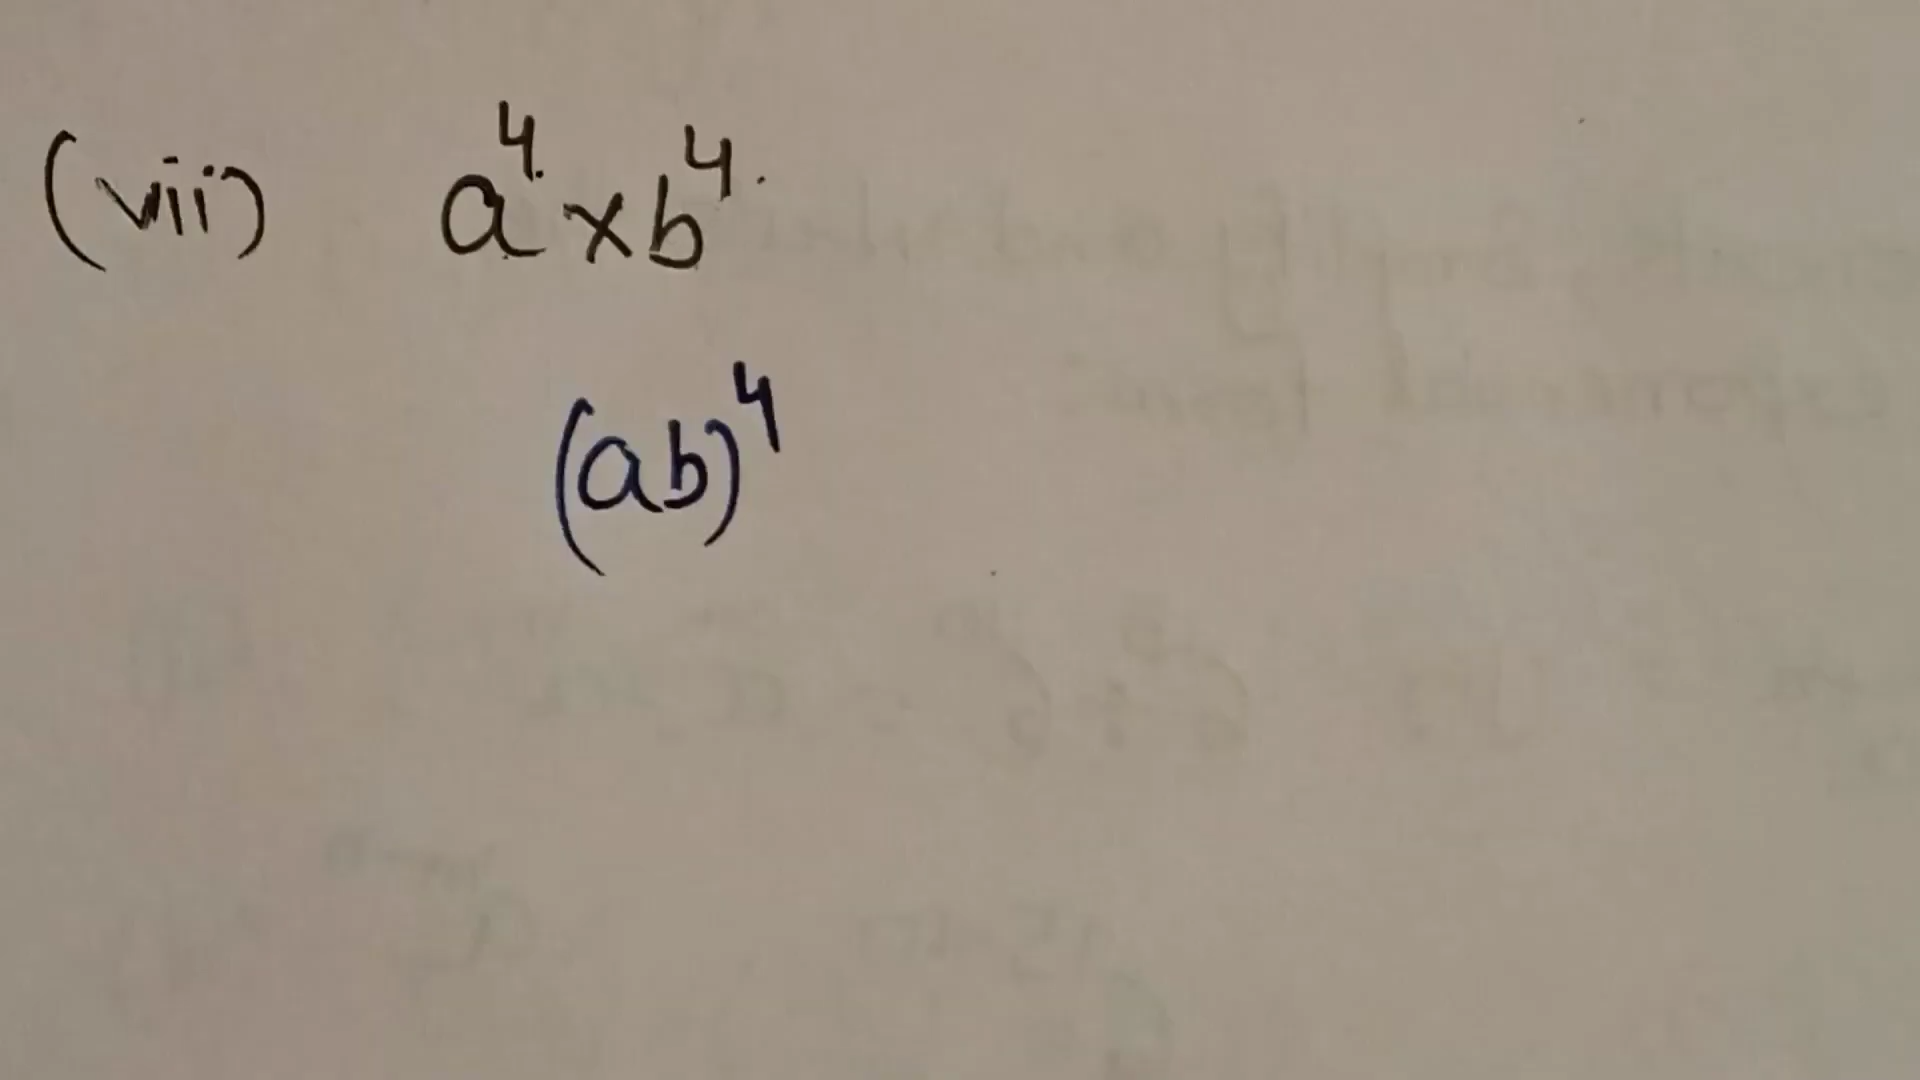 (vii) a⁴ × b⁴
(ab)⁴